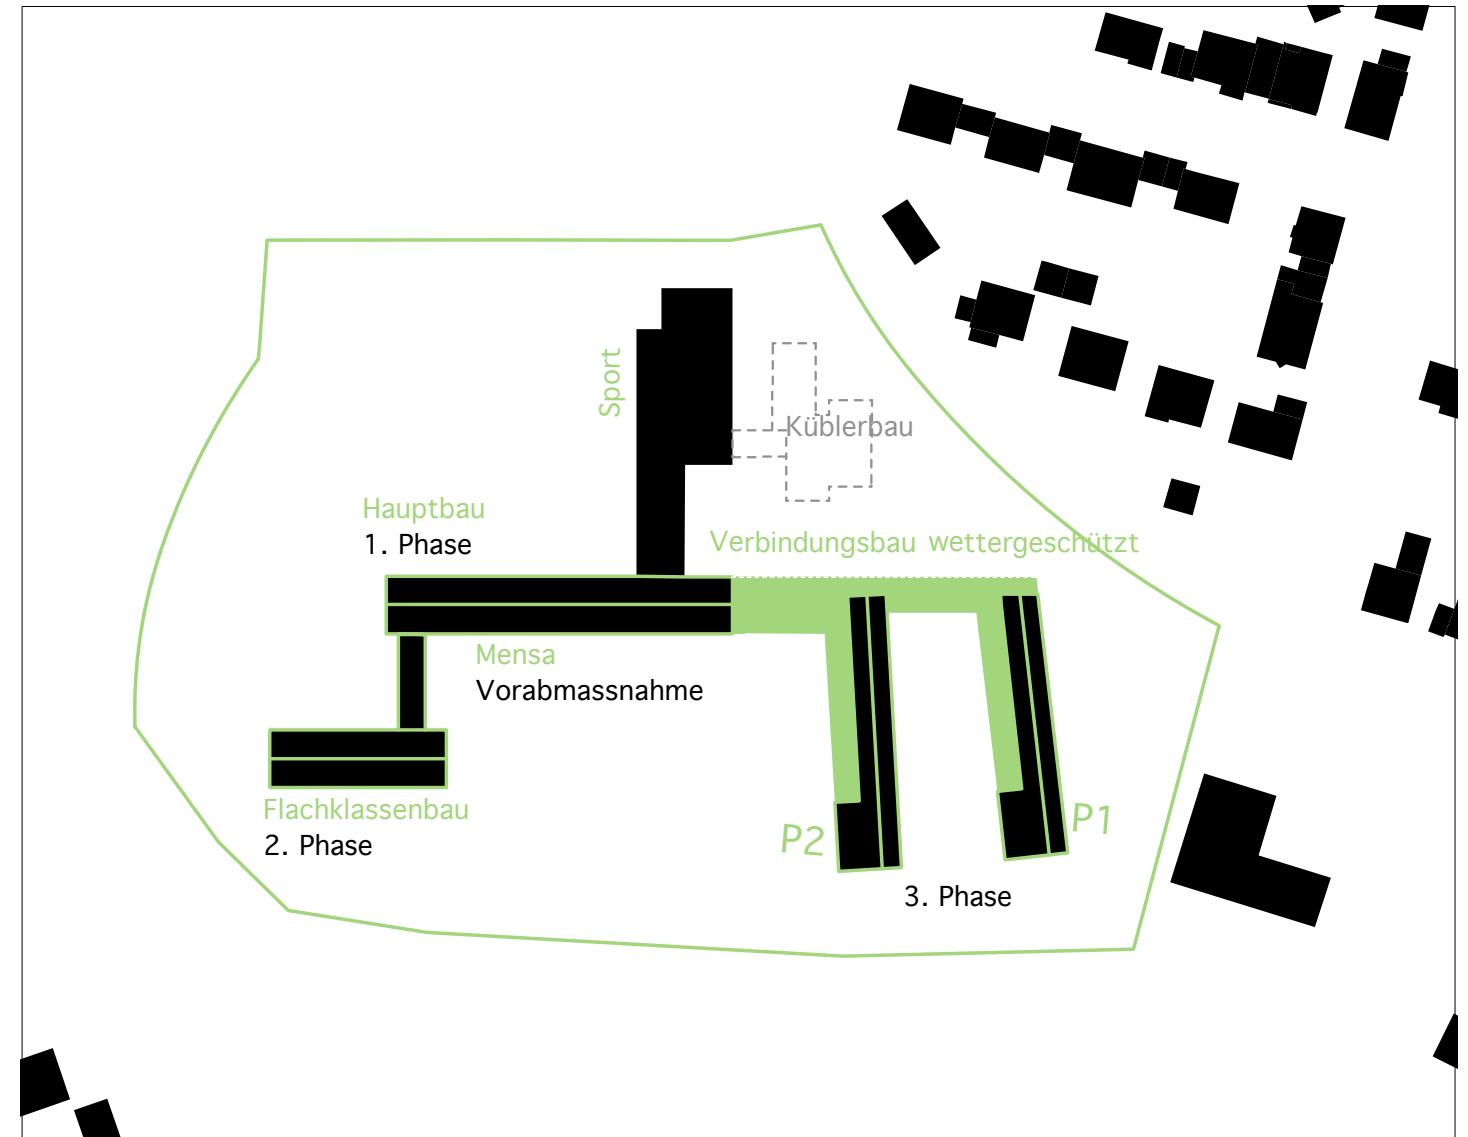 Sport
Küblerbau
Hauptbau
1. Phase
Verbindungsbau wettergeschützt
Mensa
Vorabmassnahme
Flachklassenbau
2. Phase
P2
P1
3. Phase